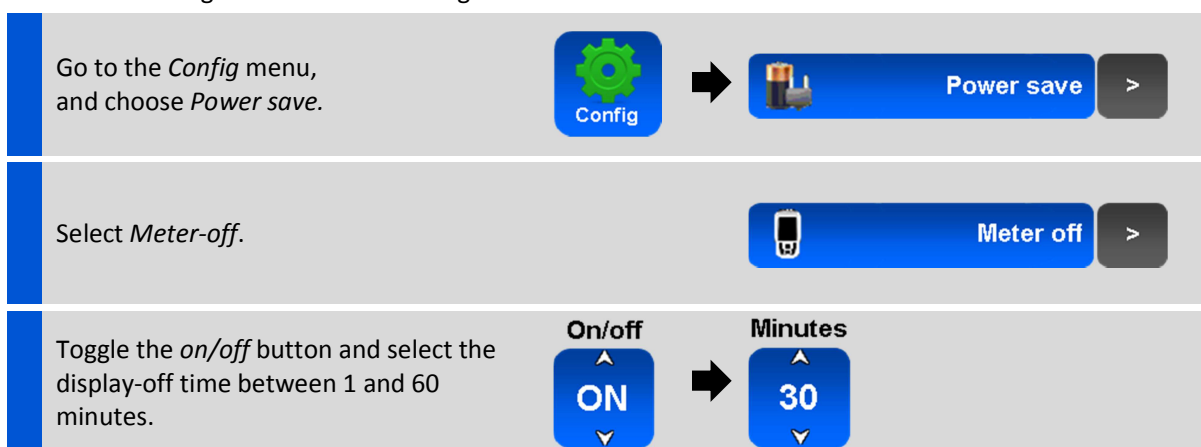 Go to the Config menu,
and choose Power save.
Config
Power save >
Select Meter-off.
Meter off >
Toggle the on/off button and select the
display-off time between 1 and 60
minutes.
On/off
ON
Minutes
30